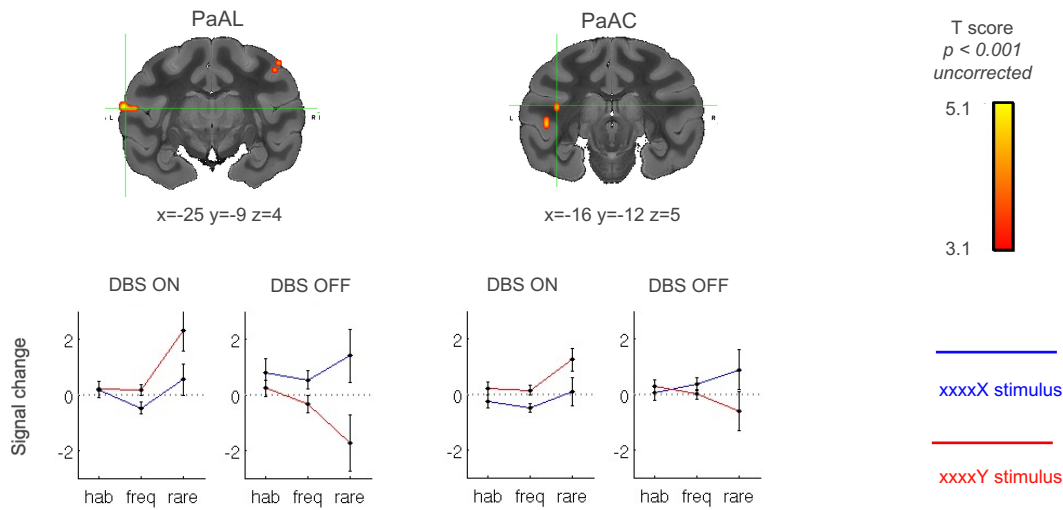 PaAL
PaAC
T score
p < 0.001
uncorrected
5.1
L
R
L
R
3.1
x=-25 y=-9 z=4
x=-16 y=-12 z=5
DBS ON
DBS OFF
DBS ON
DBS OFF
Signal change
2
0
-2
hab freq rare
2
0
-2
hab freq rare
2
0
-2
hab freq rare
2
0
-2
hab freq rare
xxxxX stimulus
xxxxY stimulus